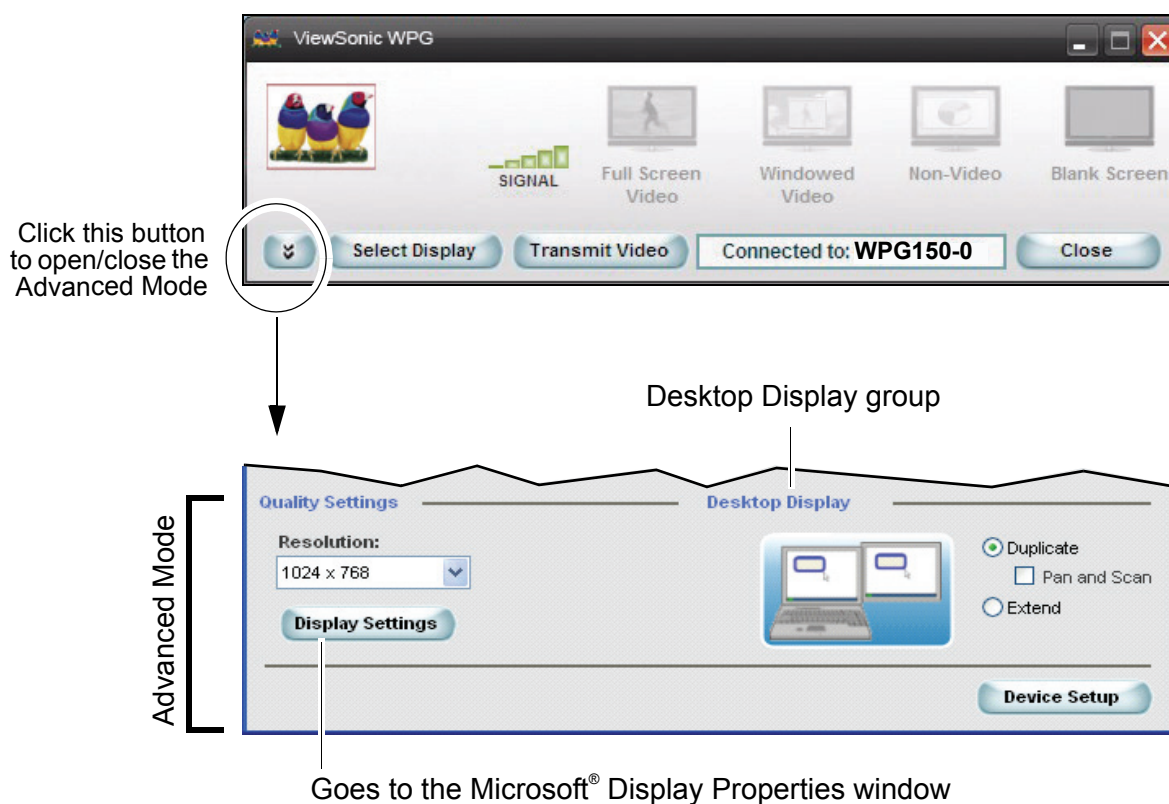 ViewSonic WPG
SIGNAL
Full Screen
Video
Windowed
Video
Non-Video
Blank Screen
Click this button
to open/close the
Advanced Mode
Select Display
Transmit Video
Connected to: WPG150-0
Close
Desktop Display group
Advanced Mode
Quality Settings
Desktop Display
Resolution:
1024 x 768
Display Settings
Duplicate
Pan and Scan
Extend
Device Setup
Goes to the Microsoft® Display Properties window